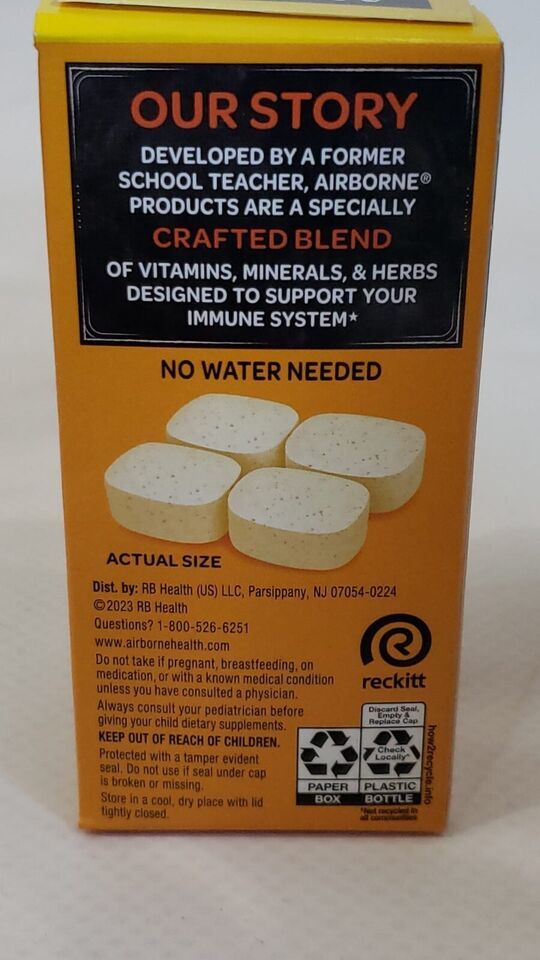 OUR STORY
DEVELOPED BY A FORMER
SCHOOL TEACHER, AIRBORNE®
PRODUCTS ARE A SPECIALLY
CRAFTED BLEND
OF VITAMINS, MINERALS, & HERBS
DESIGNED TO SUPPORT YOUR
IMMUNE SYSTEM*
NO WATER NEEDED
ACTUAL SIZE
Dist. by: RB Health (US) LLC, Parsippany, NJ 07054-0224
©2023 RB Health
Questions? 1-800-526-6251
www.airbornehealth.com
Do not take if pregnant, breastfeeding, on
medication, or with a known medical condition
unless you have consulted a physician.
Always consult your pediatrician before
giving your child dietary supplements.
KEEP OUT OF REACH OF CHILDREN.
Protected with a tamper evident
seal. Do not use if seal under cap
is broken or missing.
Store in a cool, dry place with lid
tightly closed.
reckitt
Discard Seal,
Empty &
Replace Cap
Check
Locally*
PAPER
BOX
PLASTIC
BOTTLE
*Not recycled in
all communities
how2recycle.info